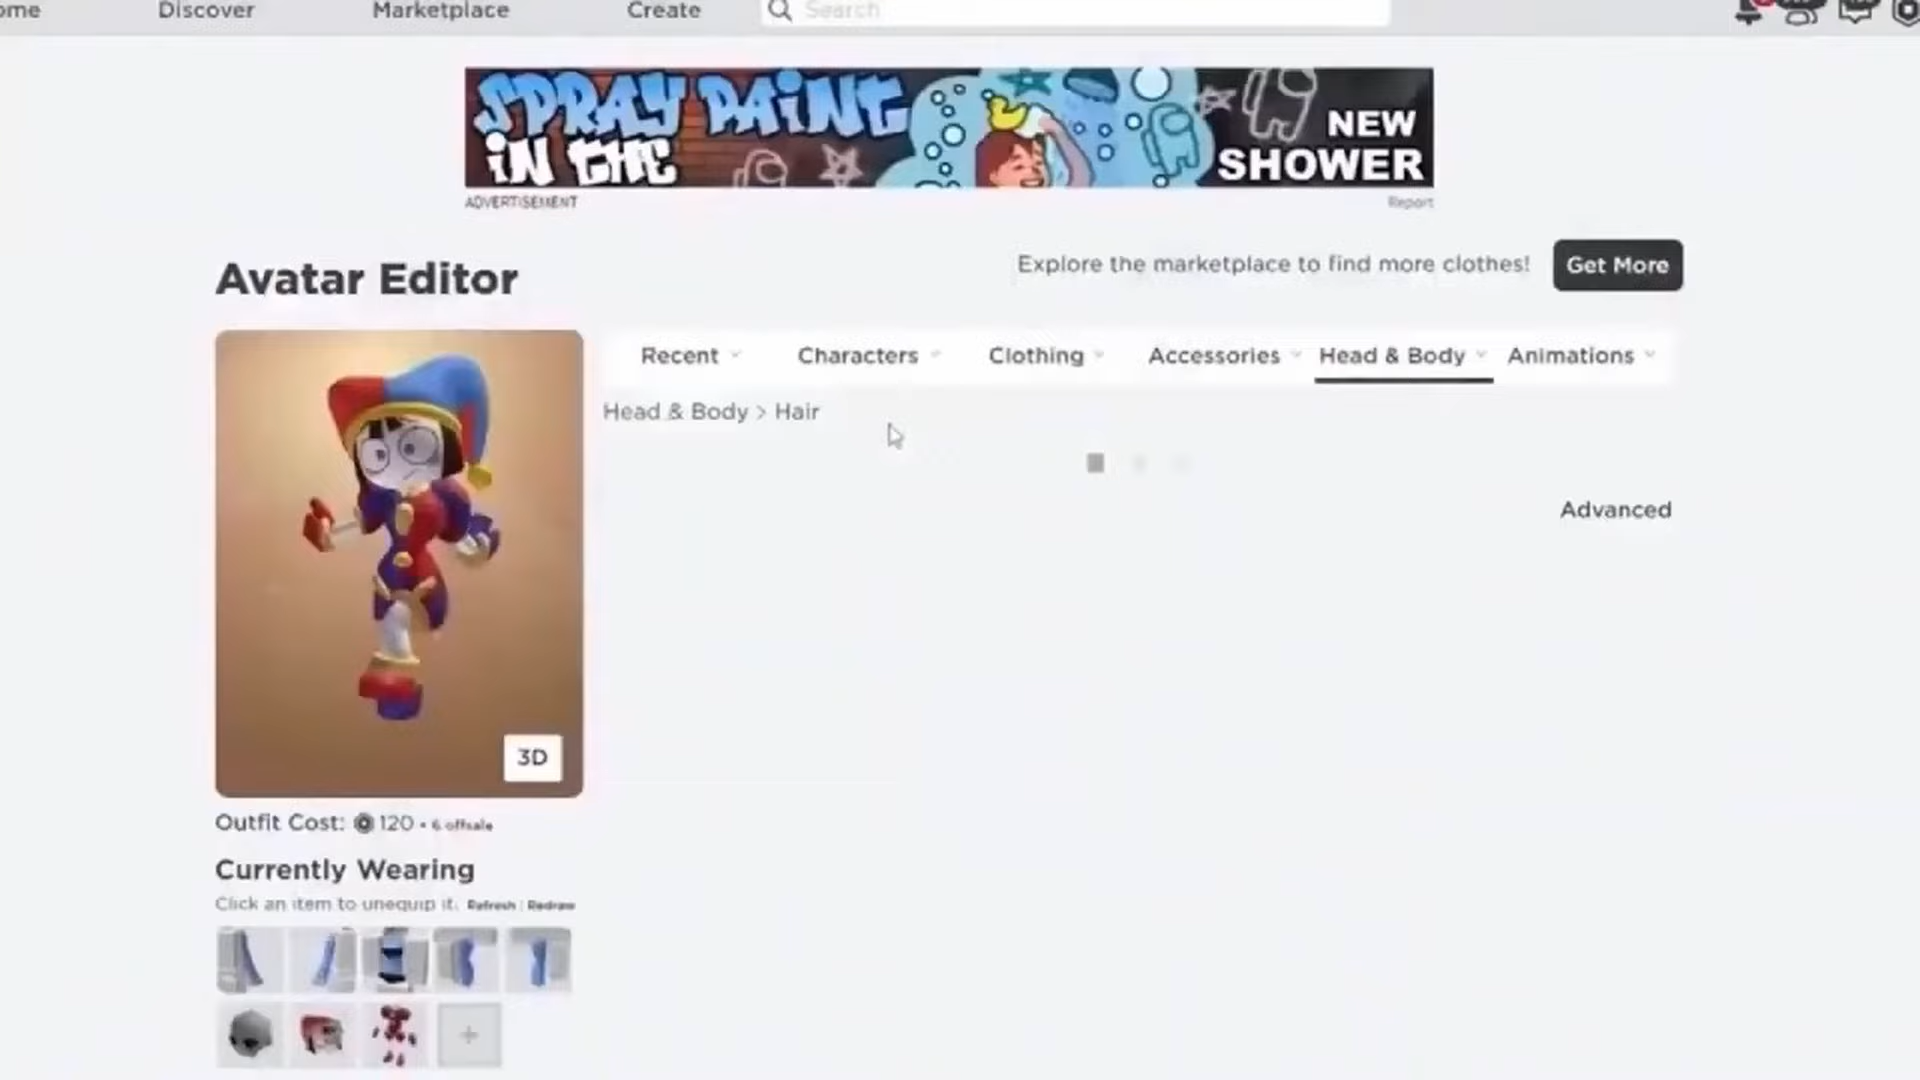 ome Discover Marketplace Create Search
SPRAY PAINT
IN THE
NEW
SHOWER
ADVERTISEMENT Report
Avatar Editor
Explore the marketplace to find more clothes! Get More
Recent Characters Clothing Accessories Head & Body Animations
Head & Body > Hair
Advanced
3D
Outfit Cost: 120 • 6 offsale
Currently Wearing
Click an item to unequip it. Refresh | Redraw
+